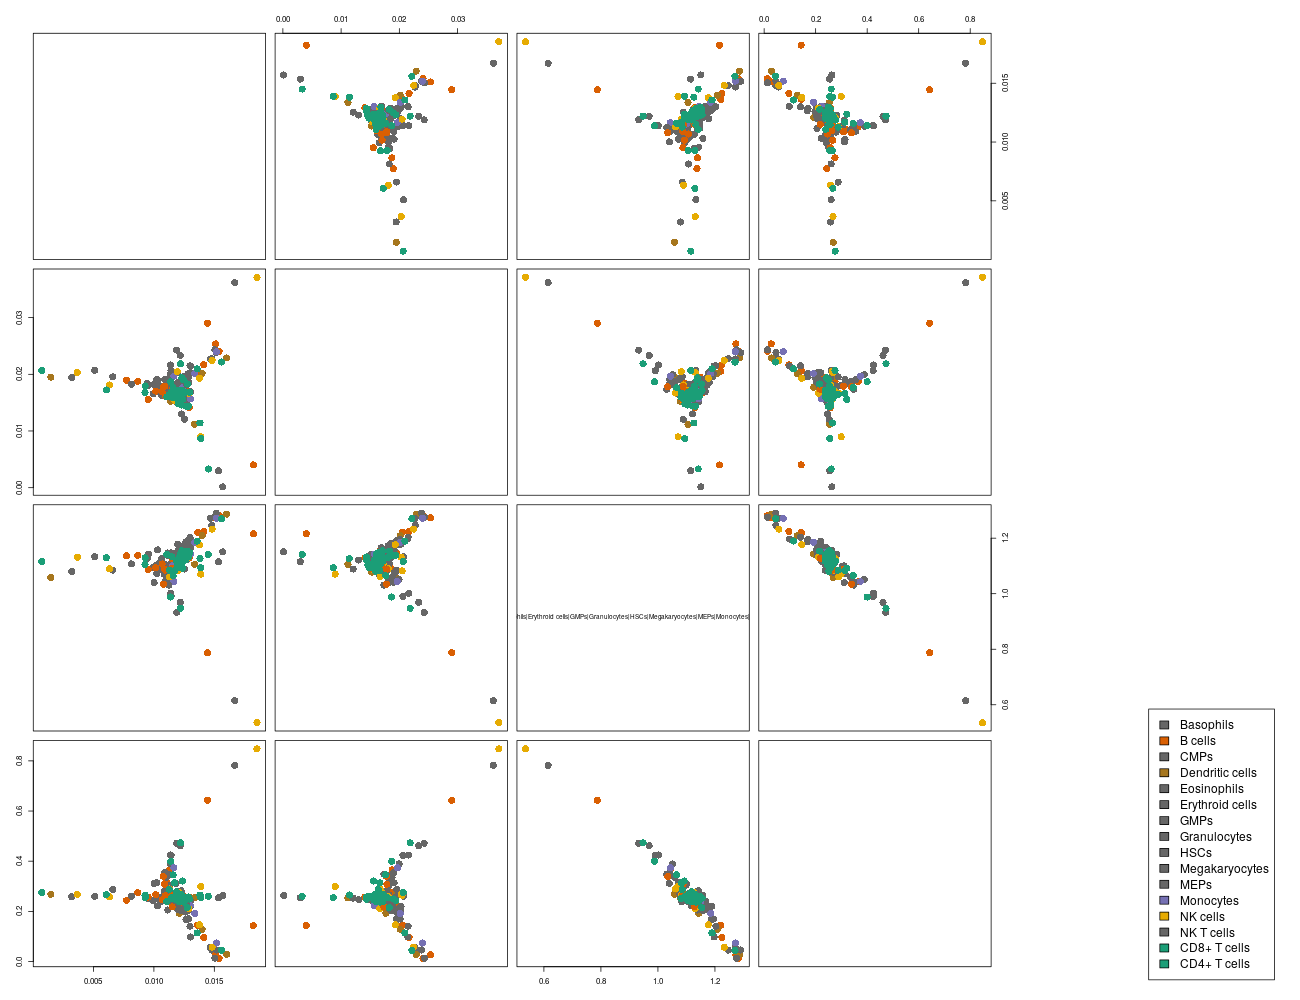 0.00 0.01 0.02 0.03
0.0 0.2 0.4 0.6 0.8
0.005 0.010 0.015
0.00 0.01 0.02 0.03
hils|Erythroid cells|GMPs|Granulocytes|HSCs|Megakaryocytes|MEPs|Monocytes|
0.6 0.8 1.0 1.2
0.0 0.2 0.4 0.6 0.8
0.005 0.010 0.015
0.6 0.8 1.0 1.2
Basophils
B cells
CMPs
Dendritic cells
Eosinophils
Erythroid cells
GMPs
Granulocytes
HSCs
Megakaryocytes
MEPs
Monocytes
NK cells
NK T cells
CD8+ T cells
CD4+ T cells